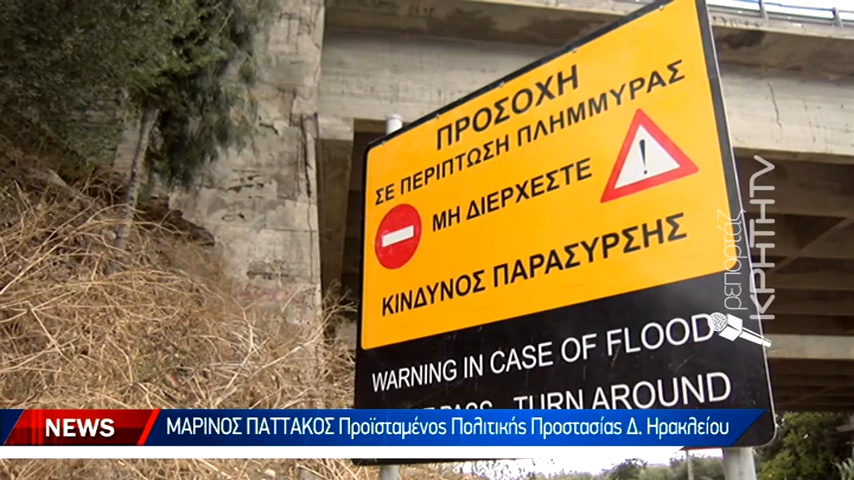 ΠΡΟΣΟΧΗ
ΣΕ ΠΕΡΙΠΤΩΣΗ ΠΛΗΜΜΥΡΑΣ
ΜΗ ΔΙΕΡΧΕΣΤΕ
!
ΚΙΝΔΥΝΟΣ ΠΑΡΑΣΥΡΣΗΣ
WARNING IN CASE OF FLOOD
TURN AROUND
ρεπορτάζ
ΚΡΗΤΗTV
NEWS
ΜΑΡΙΝΟΣ ΠΑΤΤΑΚΟΣ Προϊσταμένος Πολιτικής Προστασίας Δ. Ηρακλείου